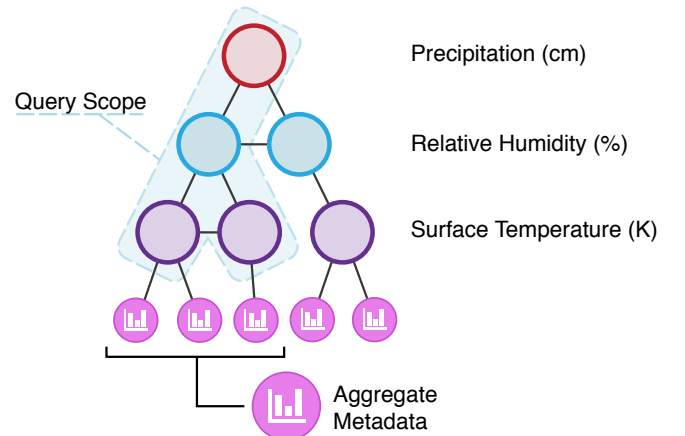 Precipitation (cm)
Query Scope
Relative Humidity (%)
Surface Temperature (K)
Aggregate
Metadata